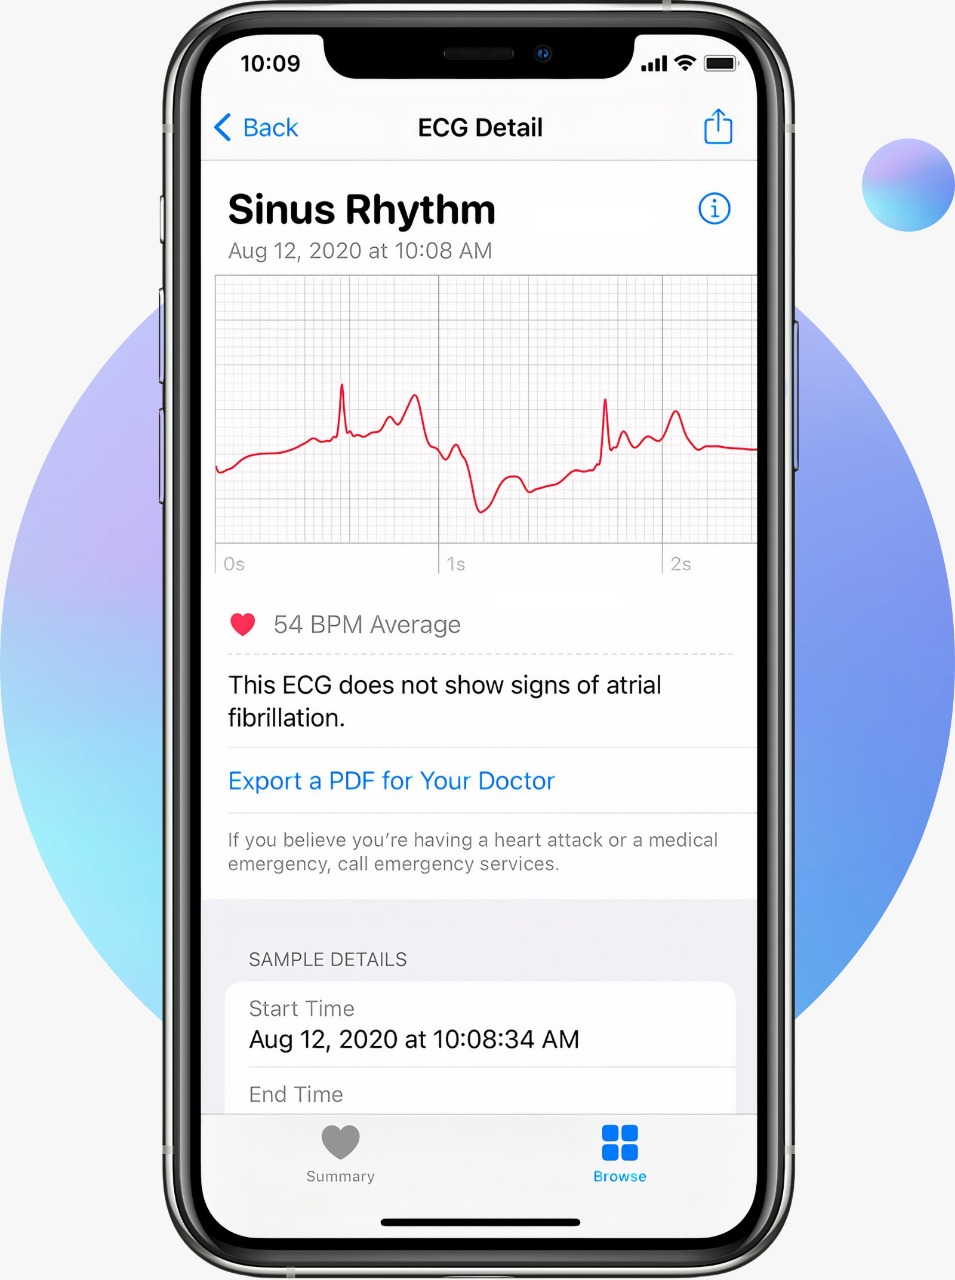 10:09
Back
ECG Detail
Sinus Rhythm
Aug 12, 2020 at 10:08 AM
0s
1s
2s
54 BPM Average
This ECG does not show signs of atrial
fibrillation.
Export a PDF for Your Doctor
If you believe you’re having a heart attack or a medical
emergency, call emergency services.
SAMPLE DETAILS
Start Time
Aug 12, 2020 at 10:08:34 AM
End Time
Summary
Browse